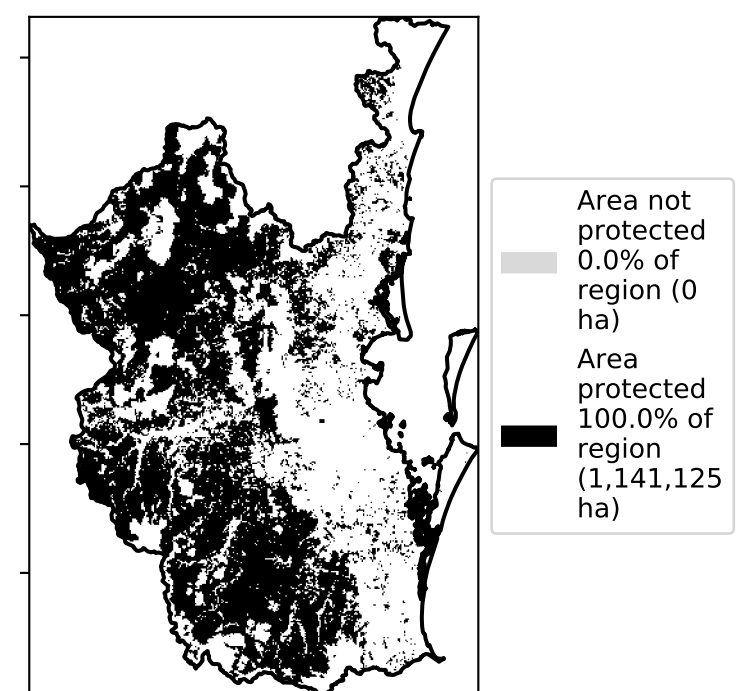 Area not
protected
0.0% of
region (0
ha)
Area
protected
100.0% of
region
(1,141,125
ha)